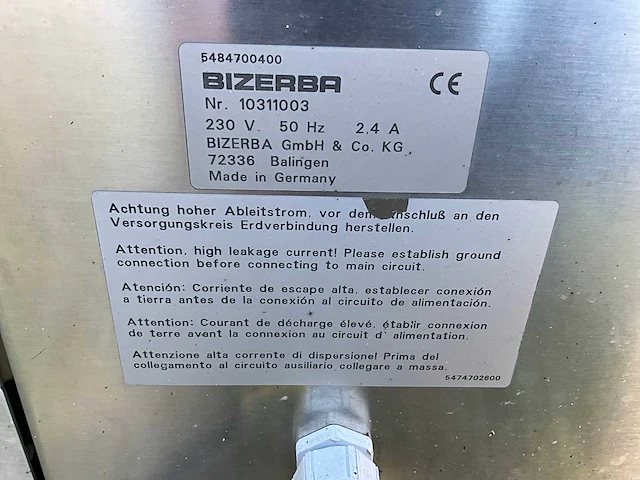 5484700400
BIZERBA CE
Nr. 10311003
230 V. 50 Hz 2,4 A
BIZERBA GmbH & Co. KG
72336 Balingen
Made in Germany
Achtung hoher Ableitstrom, vor dem Anschluß an den
Versorgungskreis Erdverbindung herstellen.
Attention, high leakage current! Please establish ground
connection before connecting to main circuit.
Atención: Corriente de escape alta, establecer conexión
a tierra antes de la conexión al circuito de alimentación.
Attention: Courant de décharge élevé, établir connexion
de terre avant la connexion au circuit d'alimentation.
Attenzione alta corrente di dispersione! Prima del
collegamento al circuito ausiliario collegare a massa.
5474702600